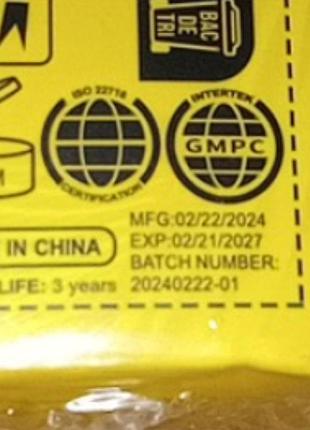 BAC
DE
TRI
ISO 22716
CERTIFICATION
INTERTEK
GMPC
M
MFG:02/22/2024
EXP:02/21/2027
BATCH NUMBER:
20240222-01
IN CHINA
LIFE: 3 years